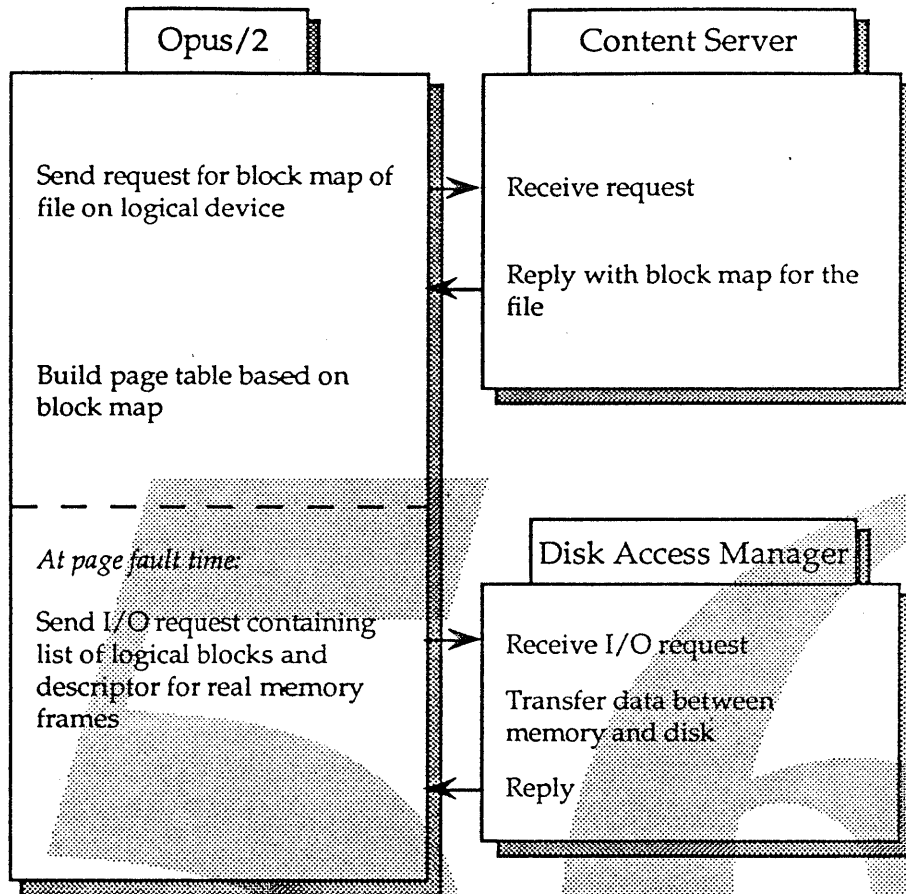 Opus/2
Send request for block map of
file on logical device
Build page table based on
block map
At page fault time:
Send I/O request containing
list of logical blocks and
descriptor for real memory
frames
Content Server
Receive request
Reply with block map for the
file
Disk Access Manager
Receive I/O request
Transfer data between
memory and disk
Reply